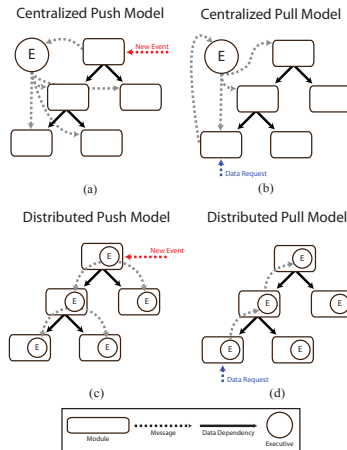 Centralized Push Model
Centralized Pull Model
E
New Event
E
(a)
Data Request
(b)
Distributed Push Model
Distributed Pull Model
E
New Event
E
E
E
E
E
E
E
E
E
E
(c)
Data Request
(d)
Module
Message
Data Dependency
Executive